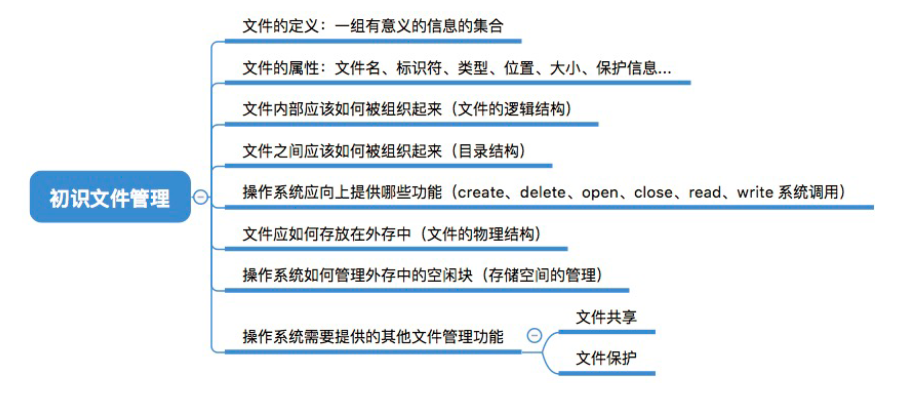 初识文件管理
文件的定义：一组有意义的信息的集合
文件的属性：文件名、标识符、类型、位置、大小、保护信息...
文件内部应该如何被组织起来（文件的逻辑结构）
文件之间应该如何被组织起来（目录结构）
操作系统应向上提供哪些功能（create、delete、open、close、read、write 系统调用）
文件应如何存放在外存中（文件的物理结构）
操作系统如何管理外存中的空闲块（存储空间的管理）
操作系统需要提供的其他文件管理功能
文件共享
文件保护